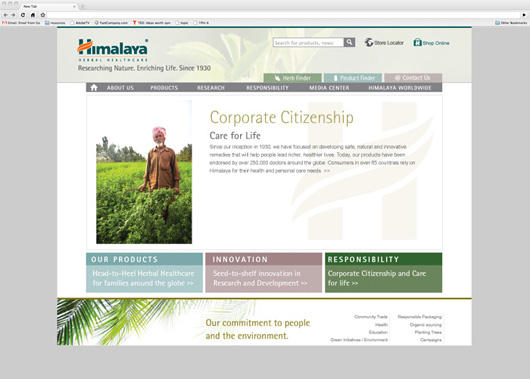 New Tab
Gmail: Email from Go
resources
AdobeTV
FastCompany.com
TED: Ideas worth spr
logos
Other Bookmarks
Himalaya
HERBAL HEALTHCARE
Researching Nature. Enriching Life. Since 1930
Search for products, news
Store Locator
Shop Online
Herb Finder
Product Finder
Contact Us
ABOUT US PRODUCTS RESEARCH RESPONSIBILITY MEDIA CENTER HIMALAYA WORLDWIDE
Corporate Citizenship
Care for Life
Since our inception in 1930, we have focused on developing safe, natural and innovative
remedies that will help people lead richer, healthier lives. Today, our products have been
endorsed by over 250,000 doctors around the globe. Consumers in over 65 countries rely on
Himalaya for their health and personal care needs. >>
OUR PRODUCTS
Head-to-Heel Herbal Healthcare
for families around the globe >>
INNOVATION
Seed-to-shelf innovation in
Research and Development >>
RESPONSIBILITY
Corporate Citizenship and Care
for life >>
Our commitment to people
and the environment.
Community Trade
Health
Education
Green Initiatives / Environment
Responsible Packaging
Organic sourcing
Planting Trees
Campaigns